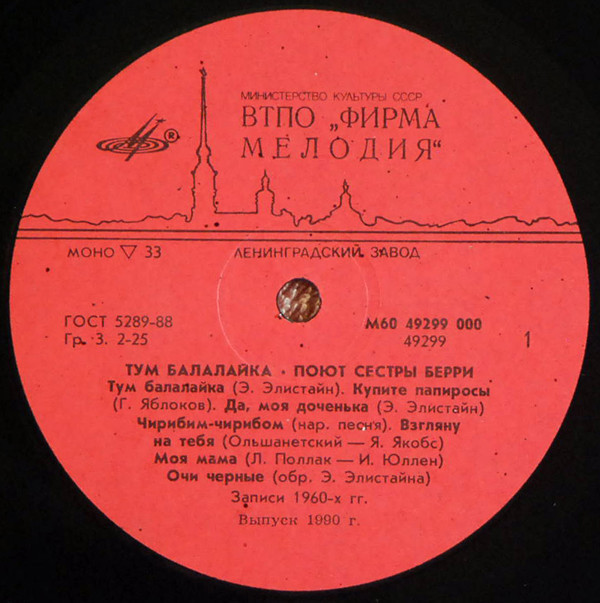 МИНИСТЕРСТВО КУЛЬТУРЫ СССР
ВТПО „ФИРМА
МЕЛОДИЯ“
®
МОНО ▽ 33 ЛЕНИНГРАДСКИЙ ЗАВОД
ГОСТ 5289-88 М60 49299 000
Гр. 3. 2-25 49299 1
ТУМ БАЛАЛАЙКА • ПОЮТ СЕСТРЫ БЕРРИ
Тум балалайка (Э. Элистайн). Купите папиросы
(Г. Яблоков). Да, моя доченька (Э. Элистайн)
Чирибим-чирибом (нар. песня). Взгляну
на тебя (Ольшанетский — Я. Якобс)
Моя мама (Л. Поллак — И. Юллен)
Очи черные (обр. Э. Элистайна)
Записи 1960-х гг.
Выпуск 1990 г.